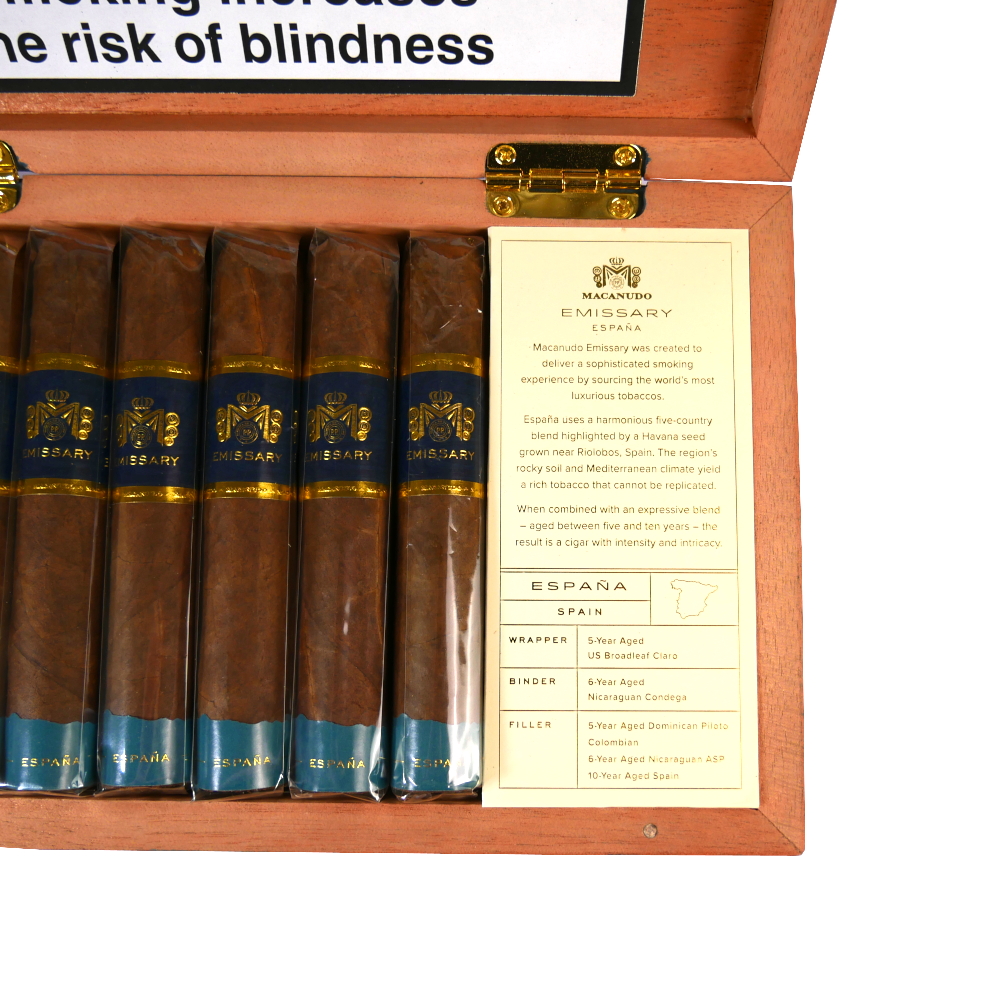 increases
he risk of blindness
MACANUDO
EMISSARY
ESPAÑA
Macanudo Emissary was created to
deliver a sophisticated smoking
experience by sourcing the world's most
luxurious tobaccos.
España uses a harmonious five-country
blend highlighted by a Havana seed
grown near Riolobos, Spain. The region's
rocky soil and Mediterranean climate yield
a rich tobacco that cannot be replicated.
When combined with an expressive blend
– aged between five and ten years – the
result is a cigar with intensity and intricacy.
ESPAÑA
SPAIN
WRAPPER
5-Year Aged
US Broadleaf Claro
BINDER
6-Year Aged
Nicaraguan Condega
FILLER
5-Year Aged Dominican Piloto
Colombian
6-Year Aged Nicaraguan ASP
10-Year Aged Spain
EMISSARY
EMISSARY
EMISSARY
EMISSARY
EMISSARY
ESPAÑA
ESPAÑA
ESPAÑA
ESPAÑA
ESPA